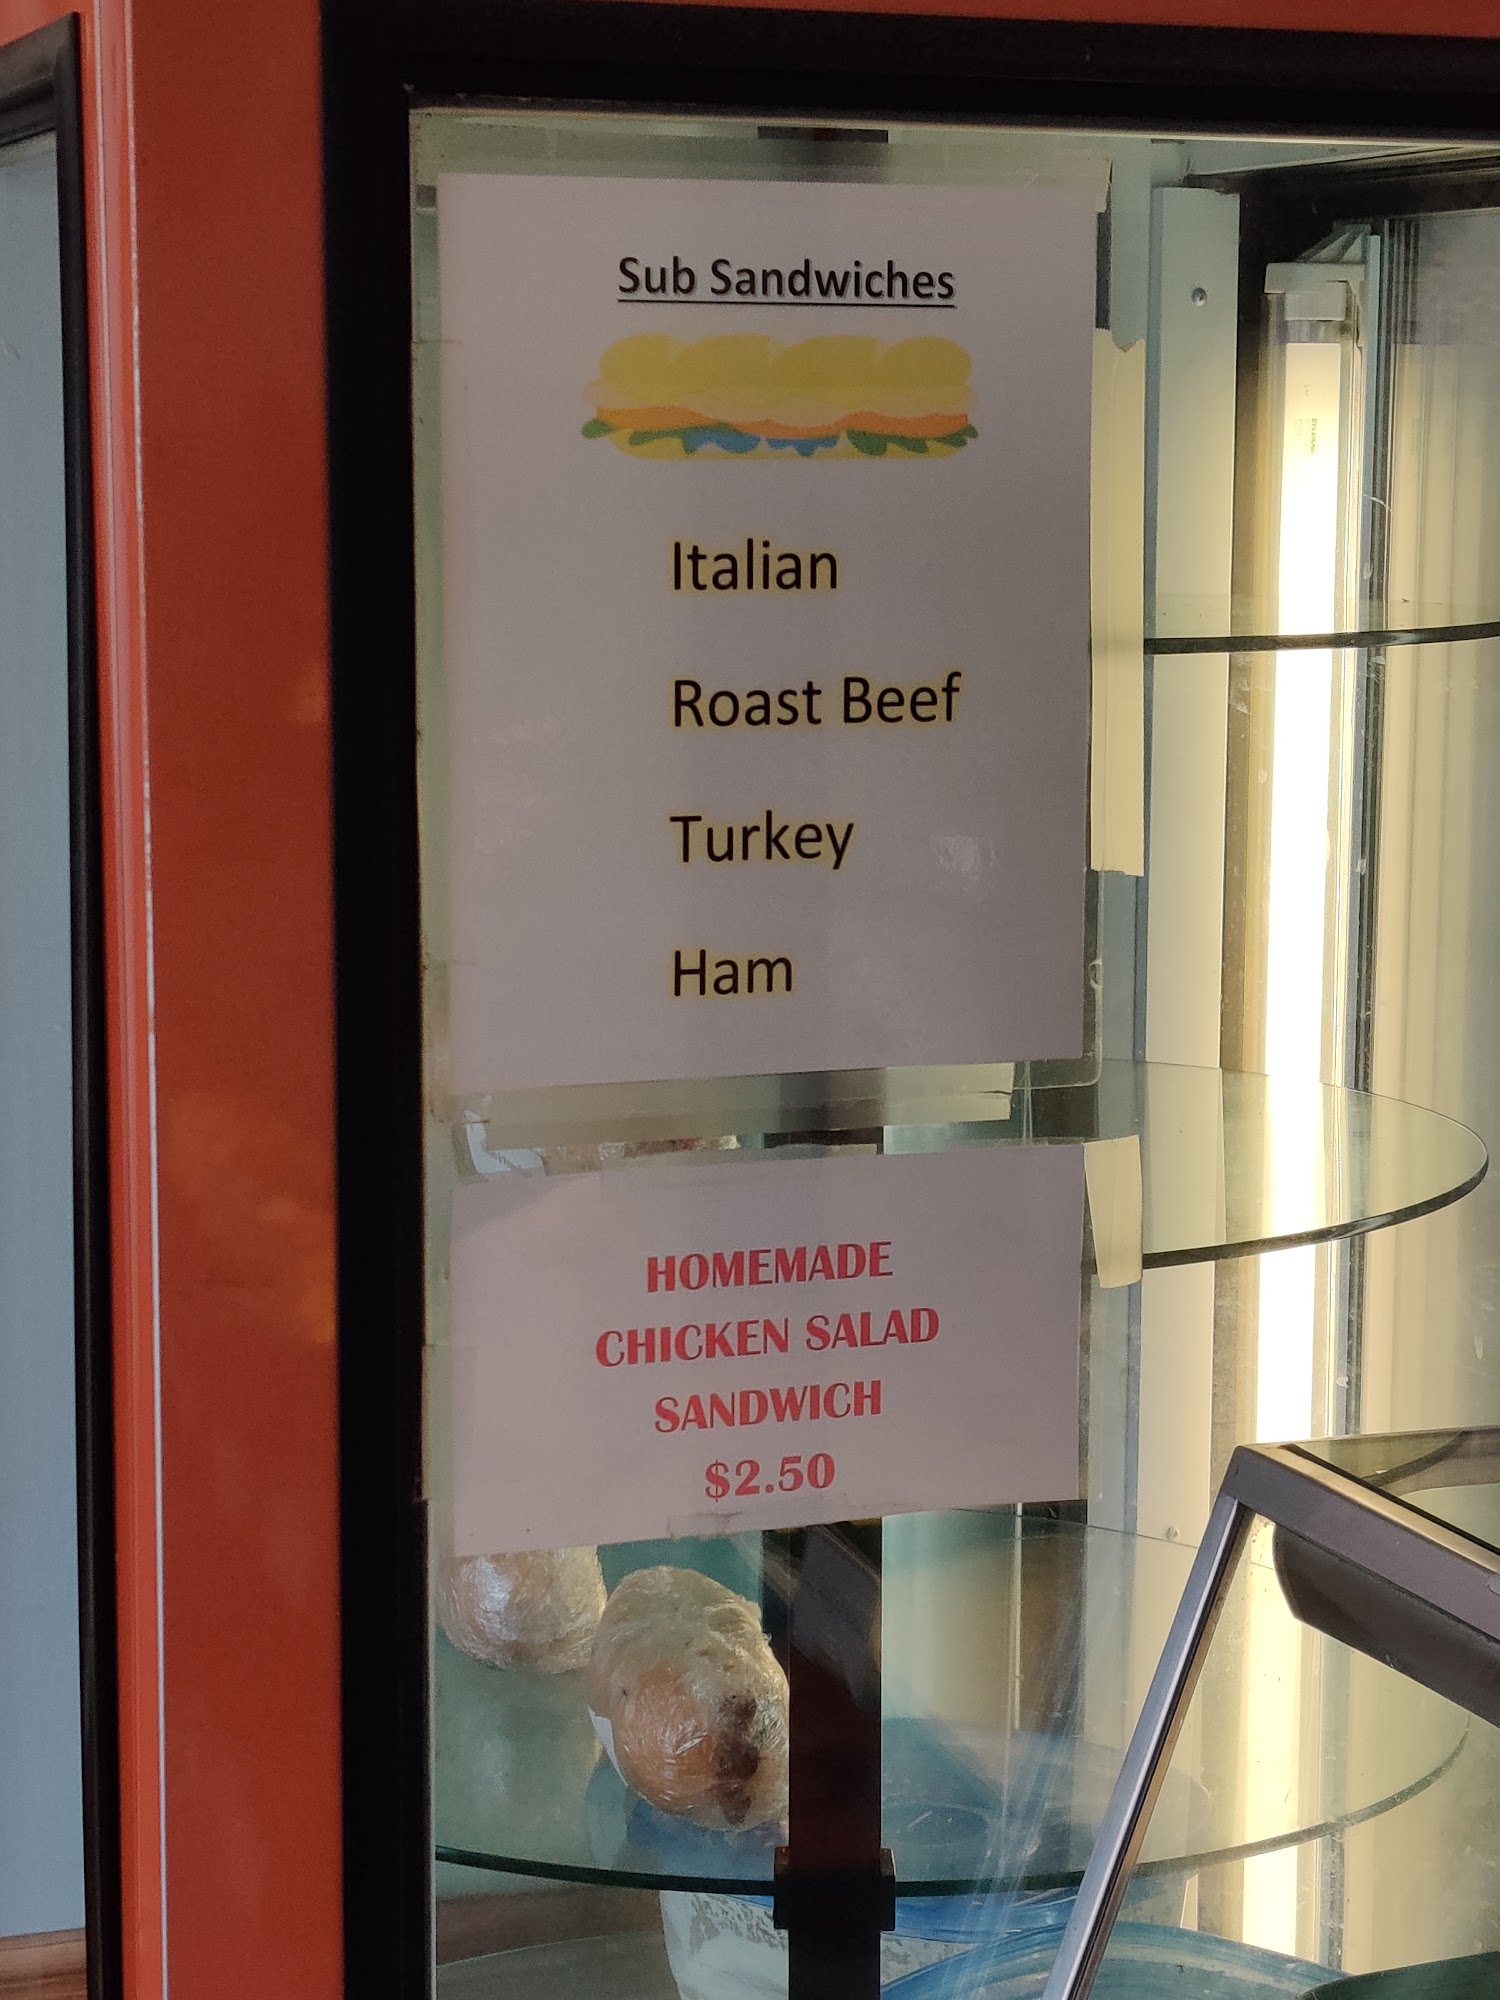 Sub Sandwiches
Italian
Roast Beef
Turkey
Ham
HOMEMADE
CHICKEN SALAD
SANDWICH
$2.50